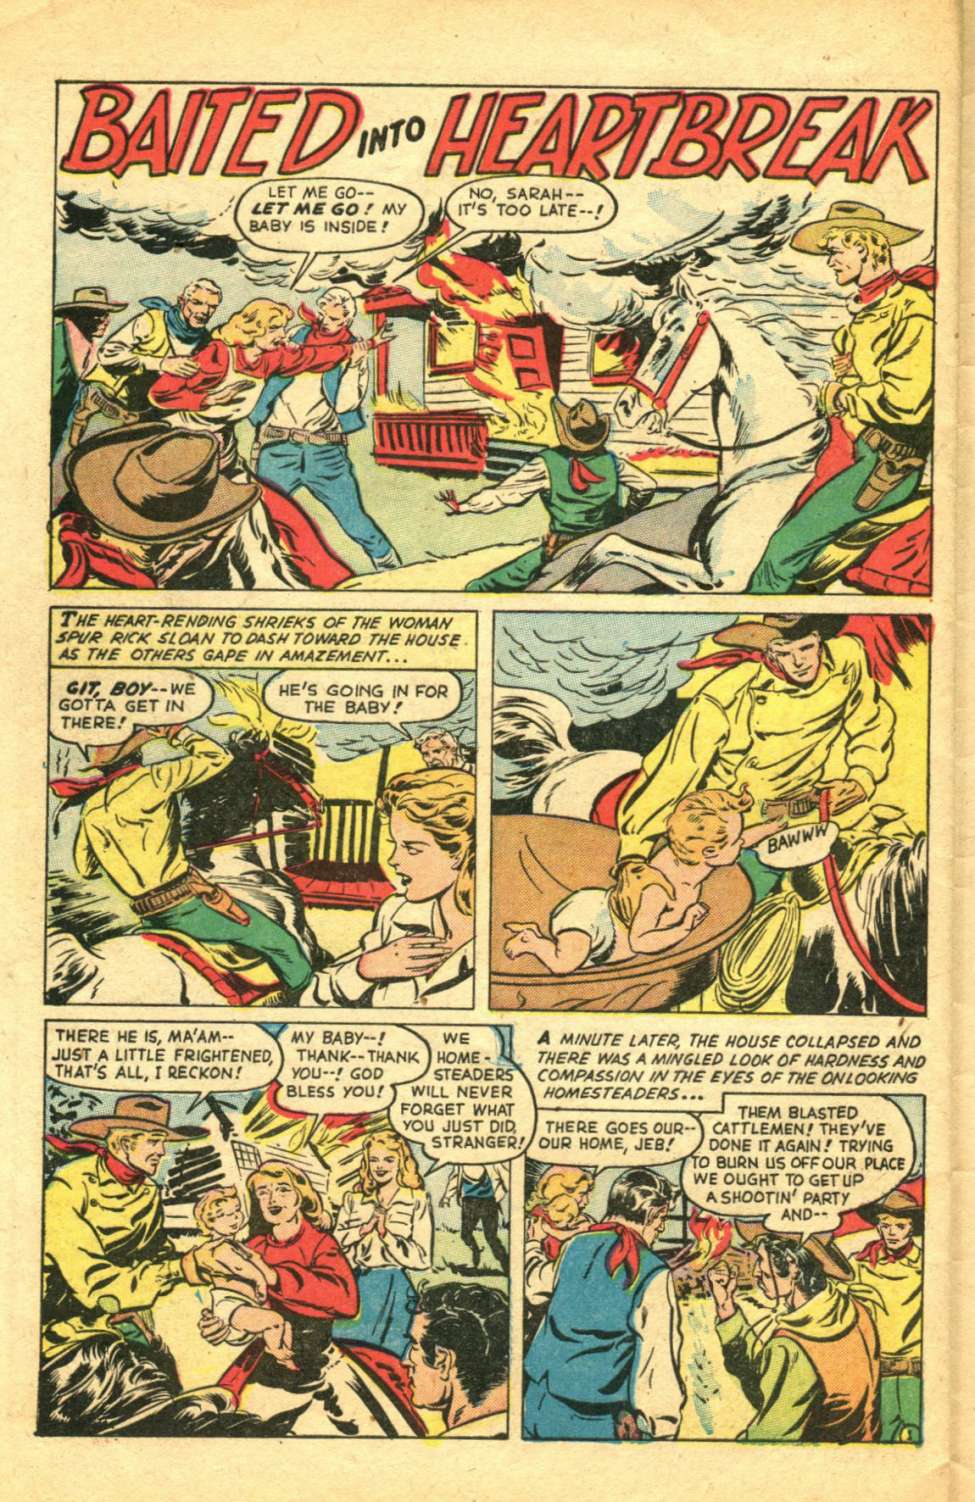 BAITED INTO HEARTBREAK
LET ME GO--
LET ME GO! MY
BABY IS INSIDE!
NO, SARAH--
IT'S TOO LATE--!
THE HEART-RENDING SHRIEKS OF THE WOMAN
SPUR RICK SLOAN TO DASH TOWARD THE HOUSE
AS THE OTHERS GAPE IN AMAZEMENT...
GIT, BOY--WE
GOTTA GET IN
THERE!
HE'S GOING IN FOR
THE BABY!
BAWWW
THERE HE IS, MA'AM--
JUST A LITTLE FRIGHTENED,
THAT'S ALL, I RECKON!
MY BABY--!
THANK--THANK
YOU--! GOD
BLESS YOU!
WE
HOME-
STEADERS
WILL NEVER
FORGET WHAT
YOU JUST DID,
STRANGER!
A MINUTE LATER, THE HOUSE COLLAPSED AND
THERE WAS A MINGLED LOOK OF HARDNESS AND
COMPASSION IN THE EYES OF THE ONLOOKING
HOMESTEADERS...
THERE GOES OUR--
OUR HOME, JEB!
THEM BLASTED
CATTLEMEN! THEY'VE
DONE IT AGAIN! TRYING
TO BURN US OFF OUR PLACE
WE OUGHT TO GET UP
A SHOOTIN' PARTY
AND--